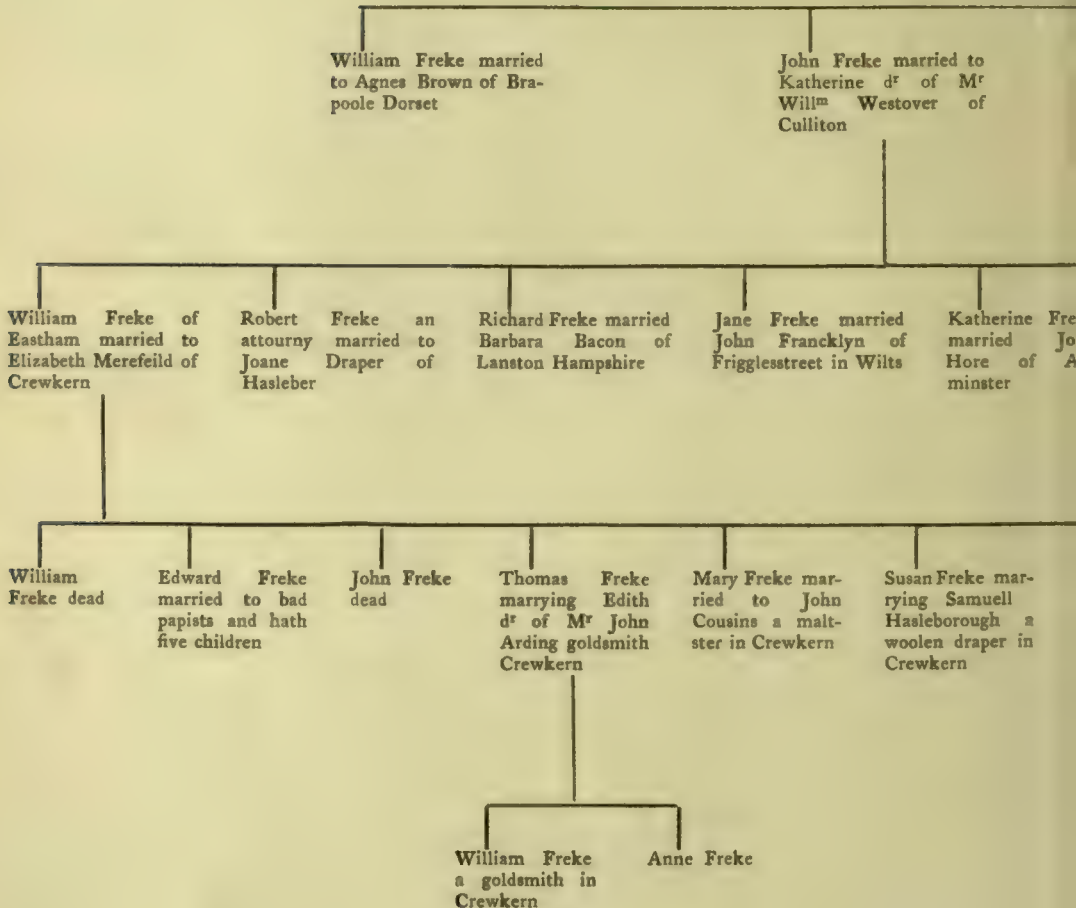 William Freke married
to Agnes Brown of Bra-
poole Dorset
John Freke married to
Katherine dʳ of Mʳ
Willᵐ Westover of
Culliton
William Freke of
Eastham married to
Elizabeth Merefeild of
Crewkern
Robert Freke an
attourny married to
Joane Draper of
Hasleber
Richard Freke married
Barbara Bacon of
Lanston Hampshire
Jane Freke married
John Francklyn of
Frigglesstreet in Wilts
Katherine
married
Hore of
minster
William
Freke dead
Edward Freke
married to bad
papists and hath
five children
John Freke
dead
Thomas Freke
marrying Edith
dʳ of Mʳ John
Arding goldsmith
Crewkern
Mary Freke mar-
ried to John
Cousins a malt-
ster in Crewkern
Susan Freke mar-
rying Samuell
Hasleborough a
woolen draper in
Crewkern
William Freke
a goldsmith in
Crewkern
Anne Freke